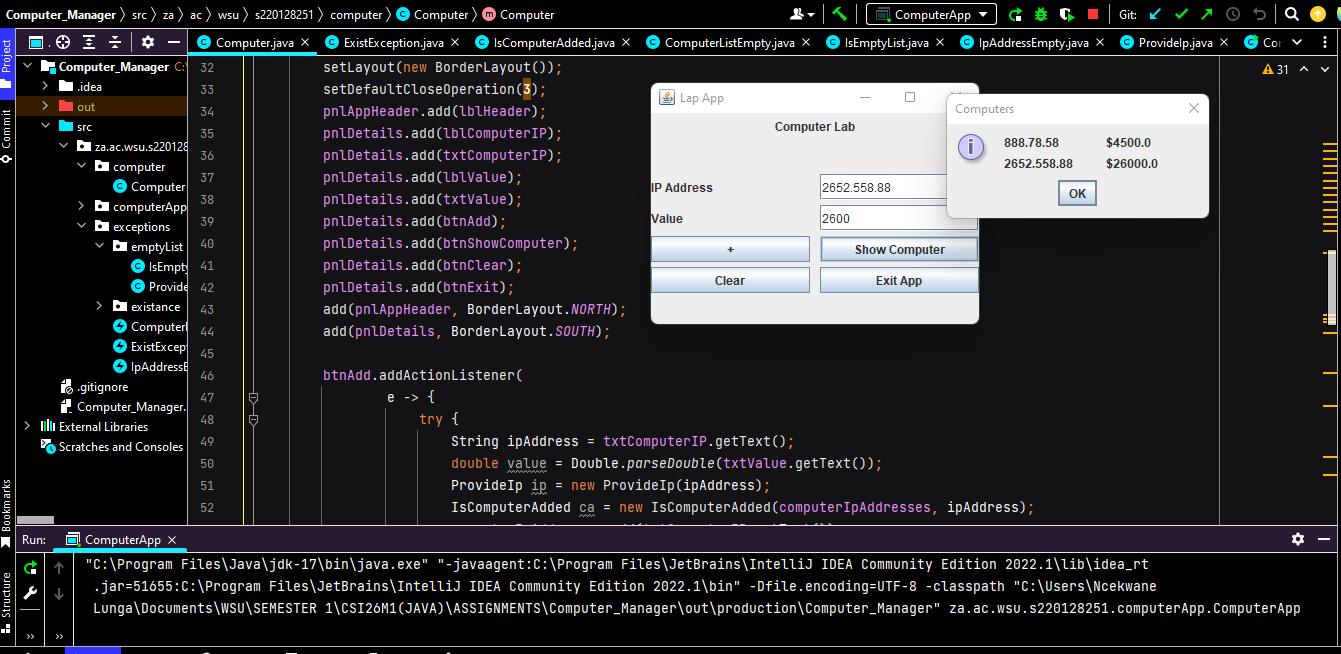 Computer_Manager 〉 src 〉 za 〉 ac 〉 wsu 〉 s220128251 〉 computer 〉 C Computer 〉 m Computer
ComputerApp
Git:
Project
Computer.java
ExistException.java
IsComputerAdded.java
ComputerListEmpty.java
IsEmptyList.java
IpAddressEmpty.java
ProvideIp.java
Co
Commit
Bookmarks
Structure
Computer_Manager C:\
.idea
out
src
za.ac.wsu.s220128
computer
Computer
computerApp
exceptions
emptyList
IsEmpty
Provide
existance
ComputerL
ExistExcep
IpAddressE
.gitignore
Computer_Manager.
External Libraries
Scratches and Consoles
31
32 setLayout(new BorderLayout());
33 setDefaultCloseOperation(3);
34 pnlAppHeader.add(lblHeader);
35 pnlDetails.add(lblComputerIP);
36 pnlDetails.add(txtComputerIP);
37 pnlDetails.add(lblValue);
38 pnlDetails.add(txtValue);
39 pnlDetails.add(btnAdd);
40 pnlDetails.add(btnShowComputer);
41 pnlDetails.add(btnClear);
42 pnlDetails.add(btnExit);
43 add(pnlAppHeader, BorderLayout.NORTH);
44 add(pnlDetails, BorderLayout.SOUTH);
45
46 btnAdd.addActionListener(
47 e -> {
48 try {
49 String ipAddress = txtComputerIP.getText();
50 double value = Double.parseDouble(txtValue.getText());
51 ProvideIp ip = new ProvideIp(ipAddress);
52 IsComputerAdded ca = new IsComputerAdded(computerIpAddresses, ipAddress);
Lap App
Computer Lab
IP Address 2652.558.88
Value 2600
+ Show Computer
Clear Exit App
Computers
888.78.58 $4500.0
2652.558.88 $26000.0
OK
Run: ComputerApp
"C:\Program Files\Java\jdk-17\bin\java.exe" "-javaagent:C:\Program Files\JetBrains\IntelliJ IDEA Community Edition 2022.1\lib\idea_rt
.jar=51655:C:\Program Files\JetBrains\IntelliJ IDEA Community Edition 2022.1\bin" -Dfile.encoding=UTF-8 -classpath "C:\Users\Ncekwane
Lunga\Documents\WSU\SEMESTER 1\CSI26M1(JAVA)\ASSIGNMENTS\Computer_Manager\out\production\Computer_Manager" za.ac.wsu.s220128251.computerApp.ComputerApp